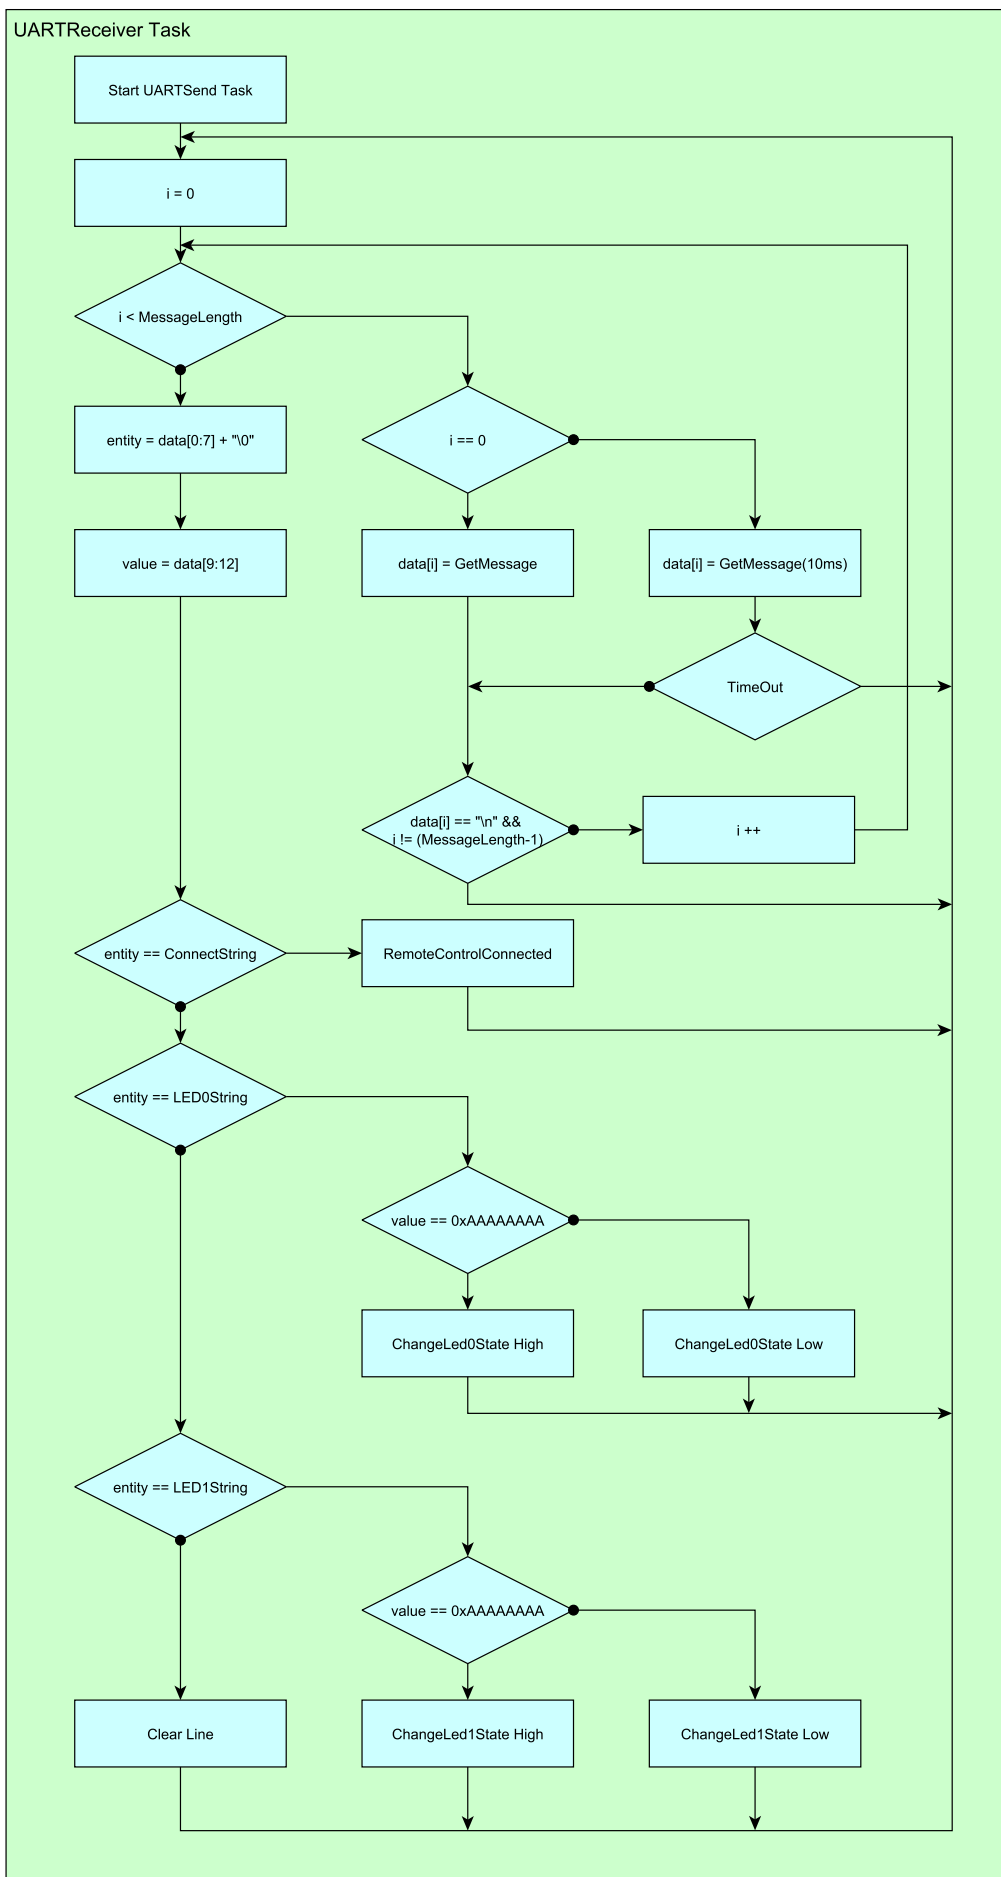 UARTReceiver Task
Start UARTSend Task
i = 0
i < MessageLength
i == 0
entity = data[0:7] + "\0"
value = data[9:12]
data[i] = GetMessage
data[i] = GetMessage(10ms)
TimeOut
data[i] == "\n" &&
i != (MessageLength-1)
i ++
entity == ConnectString
RemoteControlConnected
entity == LED0String
value == 0xAAAAAAAA
ChangeLed0State High
ChangeLed0State Low
entity == LED1String
value == 0xAAAAAAAA
Clear Line
ChangeLed1State High
ChangeLed1State Low